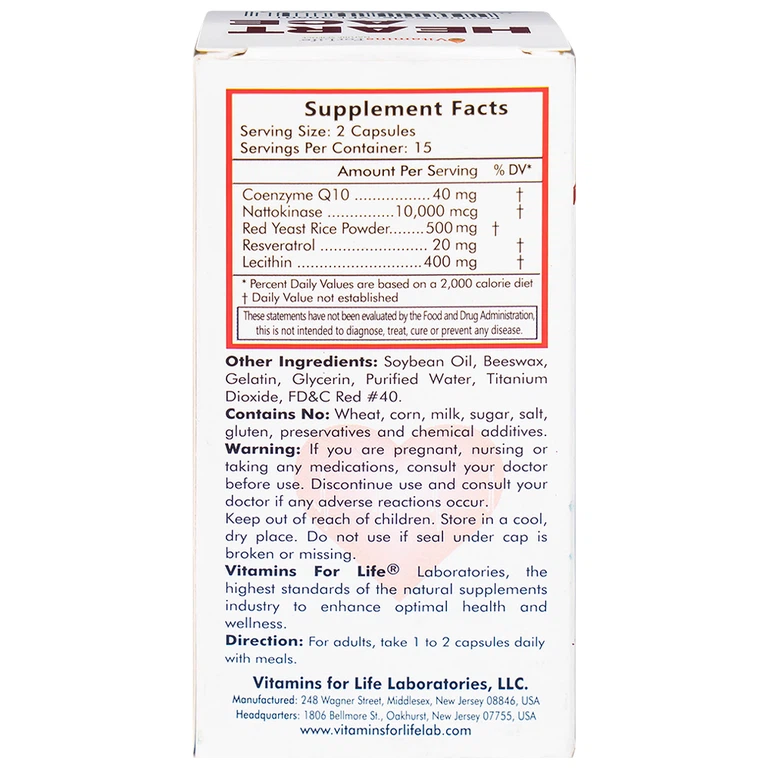 HEART
ACE
VitaminsForLife
Supplement Facts
Serving Size: 2 Capsules
Servings Per Container: 15
Amount Per Serving % DV*
Coenzyme Q10 .................. 40 mg †
Nattokinase ...............10,000 mcg †
Red Yeast Rice Powder........500 mg †
Resveratrol ......................... 20 mg †
Lecithin .............................400 mg †
* Percent Daily Values are based on a 2,000 calorie diet
† Daily Value not established
These statements have not been evaluated by the Food and Drug Administration,
this is not intended to diagnose, treat, cure or prevent any disease.
Other Ingredients: Soybean Oil, Beeswax,
Gelatin, Glycerin, Purified Water, Titanium
Dioxide, FD&C Red #40.
Contains No: Wheat, corn, milk, sugar, salt,
gluten, preservatives and chemical additives.
Warning: If you are pregnant, nursing or
taking any medications, consult your doctor
before use. Discontinue use and consult your
doctor if any adverse reactions occur.
Keep out of reach of children. Store in a cool,
dry place. Do not use if seal under cap is
broken or missing.
Vitamins For Life® Laboratories, the
highest standards of the natural supplements
industry to enhance optimal health and
wellness.
Direction: For adults, take 1 to 2 capsules daily
with meals.
Vitamins for Life Laboratories, LLC.
Manufactured: 248 Wagner Street, Middlesex, New Jersey 08846, USA
Headquarters: 1806 Bellmore St., Oakhurst, New Jersey 07755, USA
www.vitaminsforlifelab.com